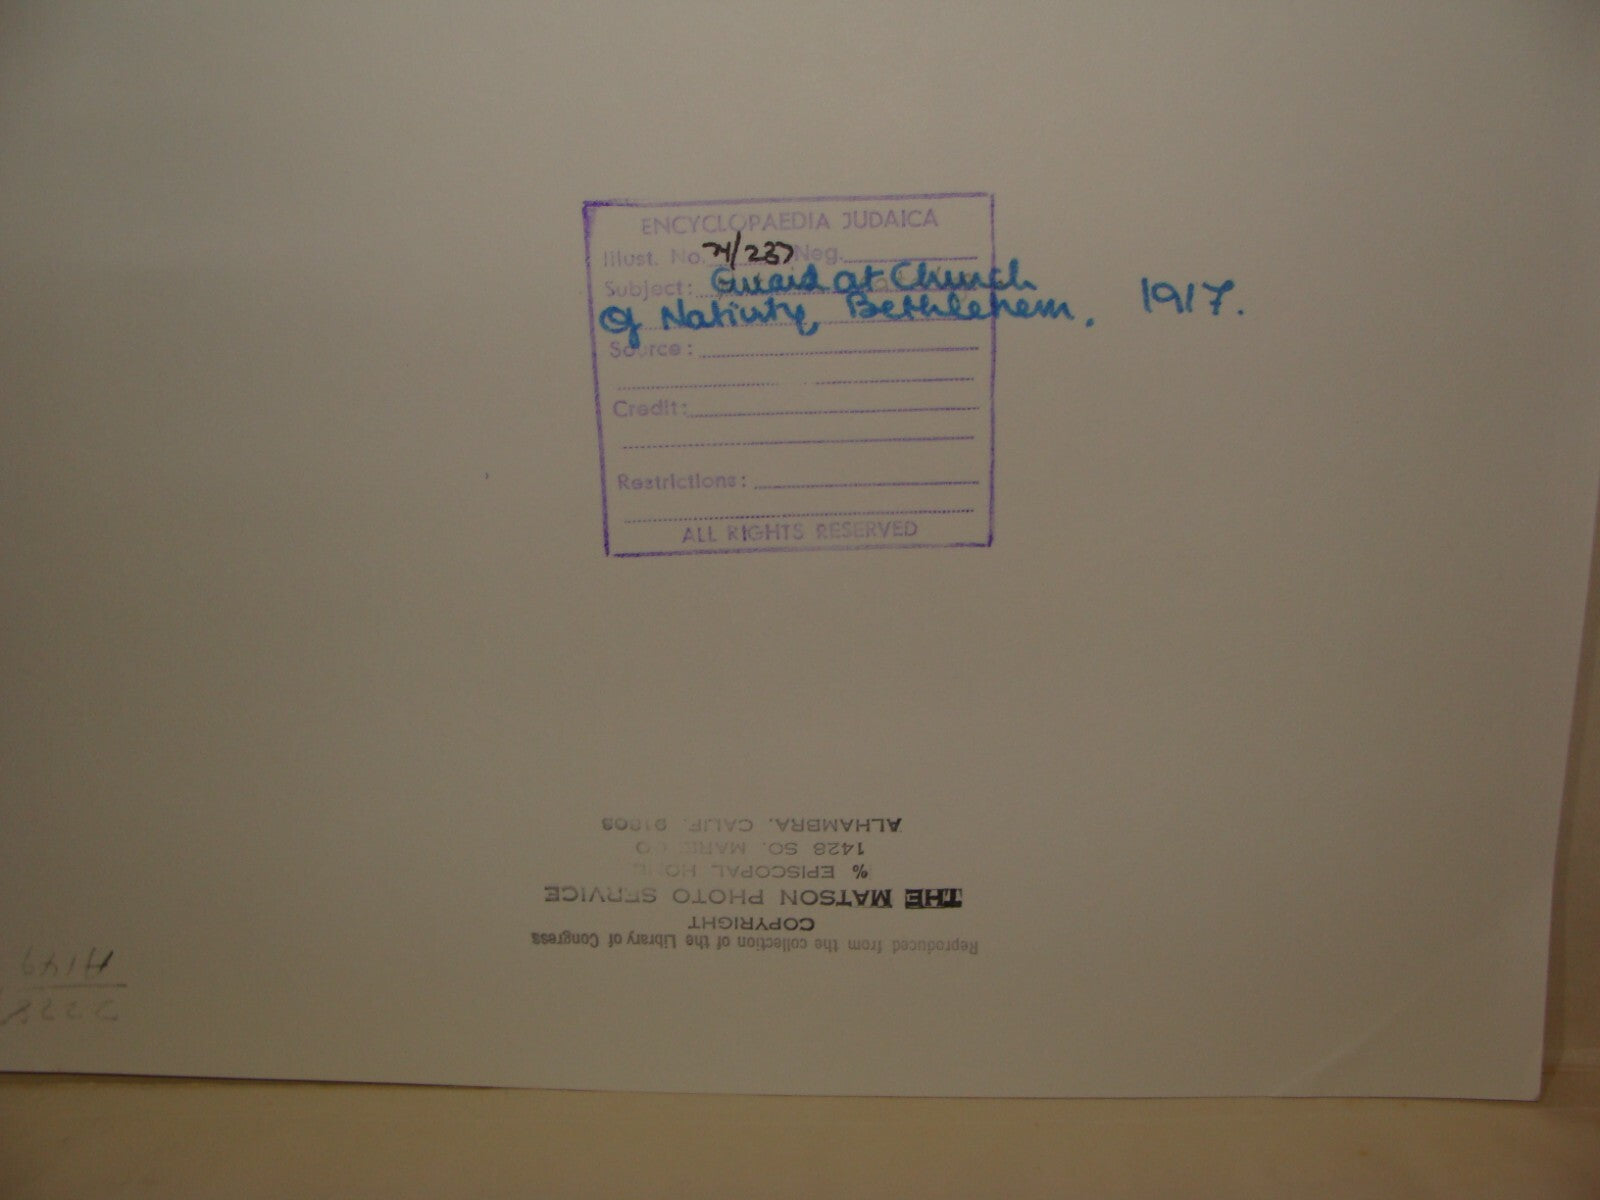 ENCYCLOPAEDIA JUDAICA
Illust. No. 71/237 Neg.
Subject: Guard at Church
of Nativity, Bethlehem, 1917.
Source:
Credit:
Restrictions:
ALL RIGHTS RESERVED
Reproduced from the collection of the Library of Congress
COPYRIGHT
THE MATSON PHOTO SERVICE
% EPISCOPAL HOME
1428 SO.
ALHAMBRA, CALIF. 91803